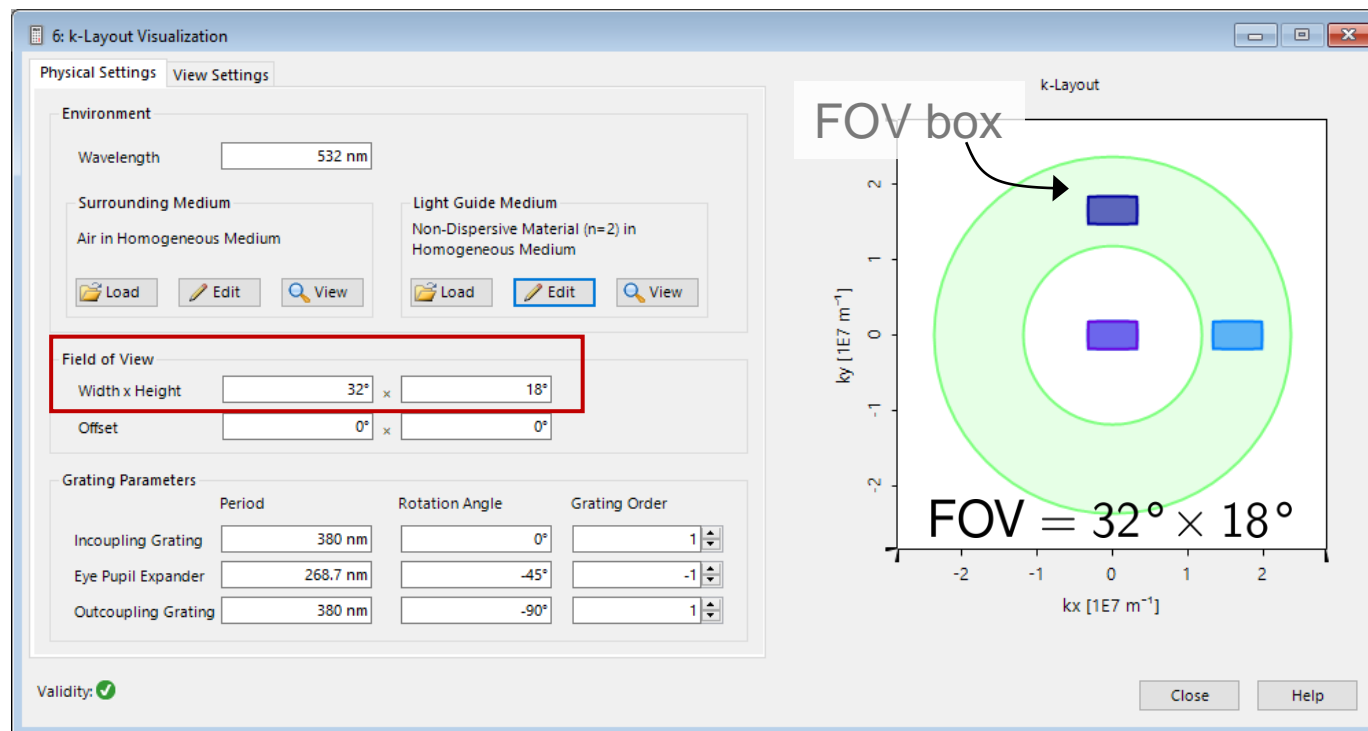 6: k-Layout Visualization
Physical Settings View Settings
Environment
Wavelength 532 nm
Surrounding Medium
Air in Homogeneous Medium
Load Edit View
Light Guide Medium
Non-Dispersive Material (n=2) in
Homogeneous Medium
Load Edit View
Field of View
Width x Height 32° × 18°
Offset 0° × 0°
Grating Parameters
Period Rotation Angle Grating Order
Incoupling Grating 380 nm 0° 1
Eye Pupil Expander 268.7 nm -45° -1
Outcoupling Grating 380 nm -90° 1
Validity:
k-Layout
FOV box
ky [1E7 m⁻¹]
2
1
0
-1
-2
FOV = 32° × 18°
-2 -1 0 1 2
kx [1E7 m⁻¹]
Close Help